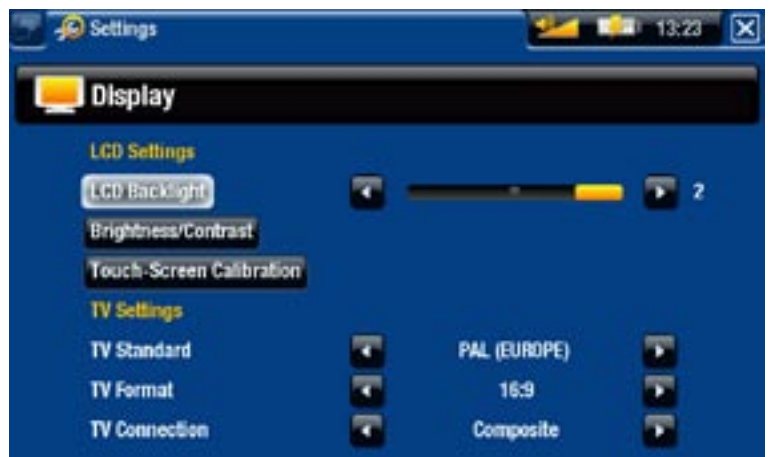 Settings 13:23
Display
LCD Settings
LCD Backlight 2
Brightness/Contrast
Touch-Screen Calibration
TV Settings
TV Standard PAL (EUROPE)
TV Format 16:9
TV Connection Composite